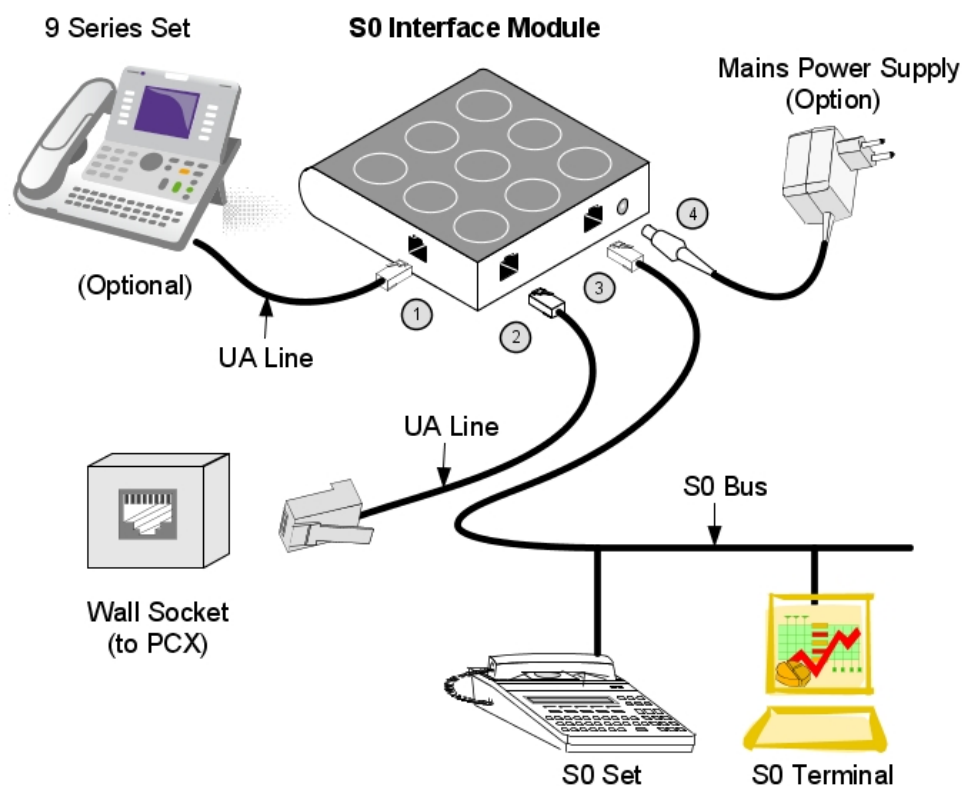 9 Series Set
S0 Interface Module
Mains Power Supply
(Option)
(Optional)
4
3
1
2
UA Line
UA Line
S0 Bus
Wall Socket
(to PCX)
S0 Set
S0 Terminal